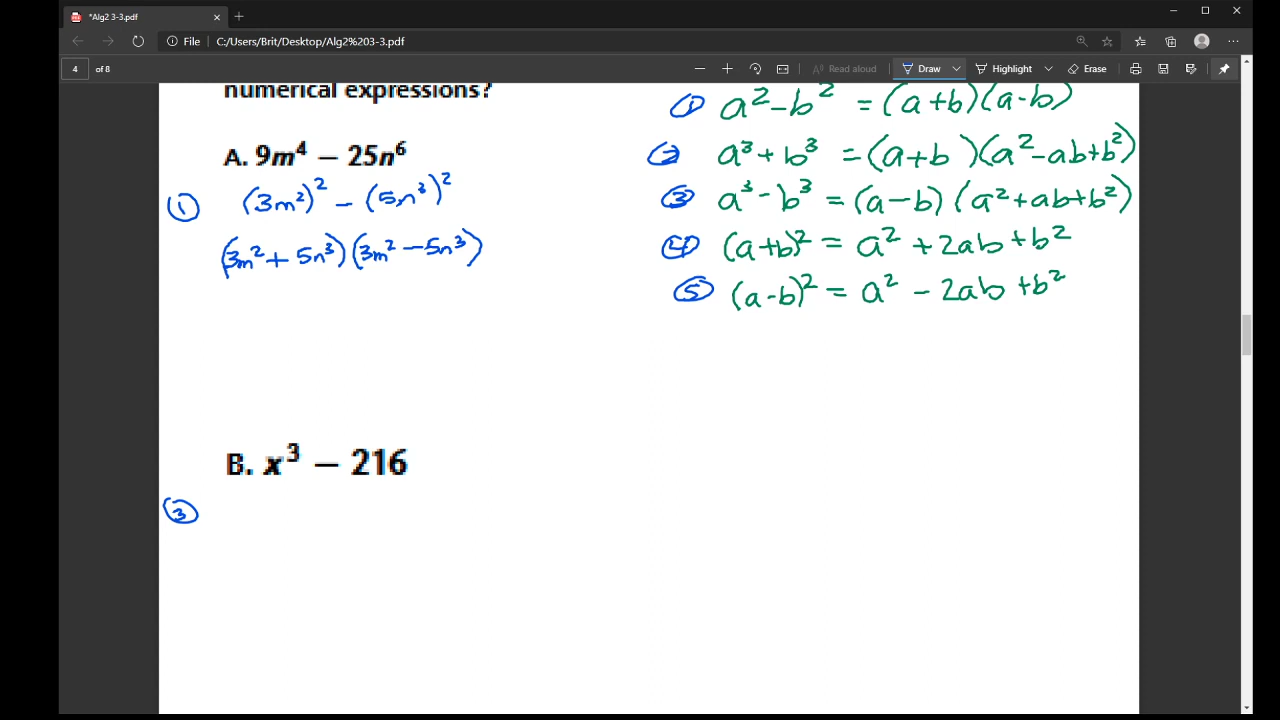 *Alg2 3-3.pdf
File | C:/Users/Brit/Desktop/Alg2%203-3.pdf
4 of 8
Read aloud
Draw
Highlight
Erase
numerical expressions?
A. 9m⁴ − 25n⁶
① (3m²)² − (5n³)²
(3m² + 5n³)(3m² − 5n³)
① a² − b² = (a+b)(a-b)
② a³ + b³ = (a+b)(a² − ab + b²)
③ a³ − b³ = (a − b)(a² + ab + b²)
④ (a+b)² = a² + 2ab + b²
⑤ (a-b)² = a² − 2ab + b²
B. x³ − 216
③